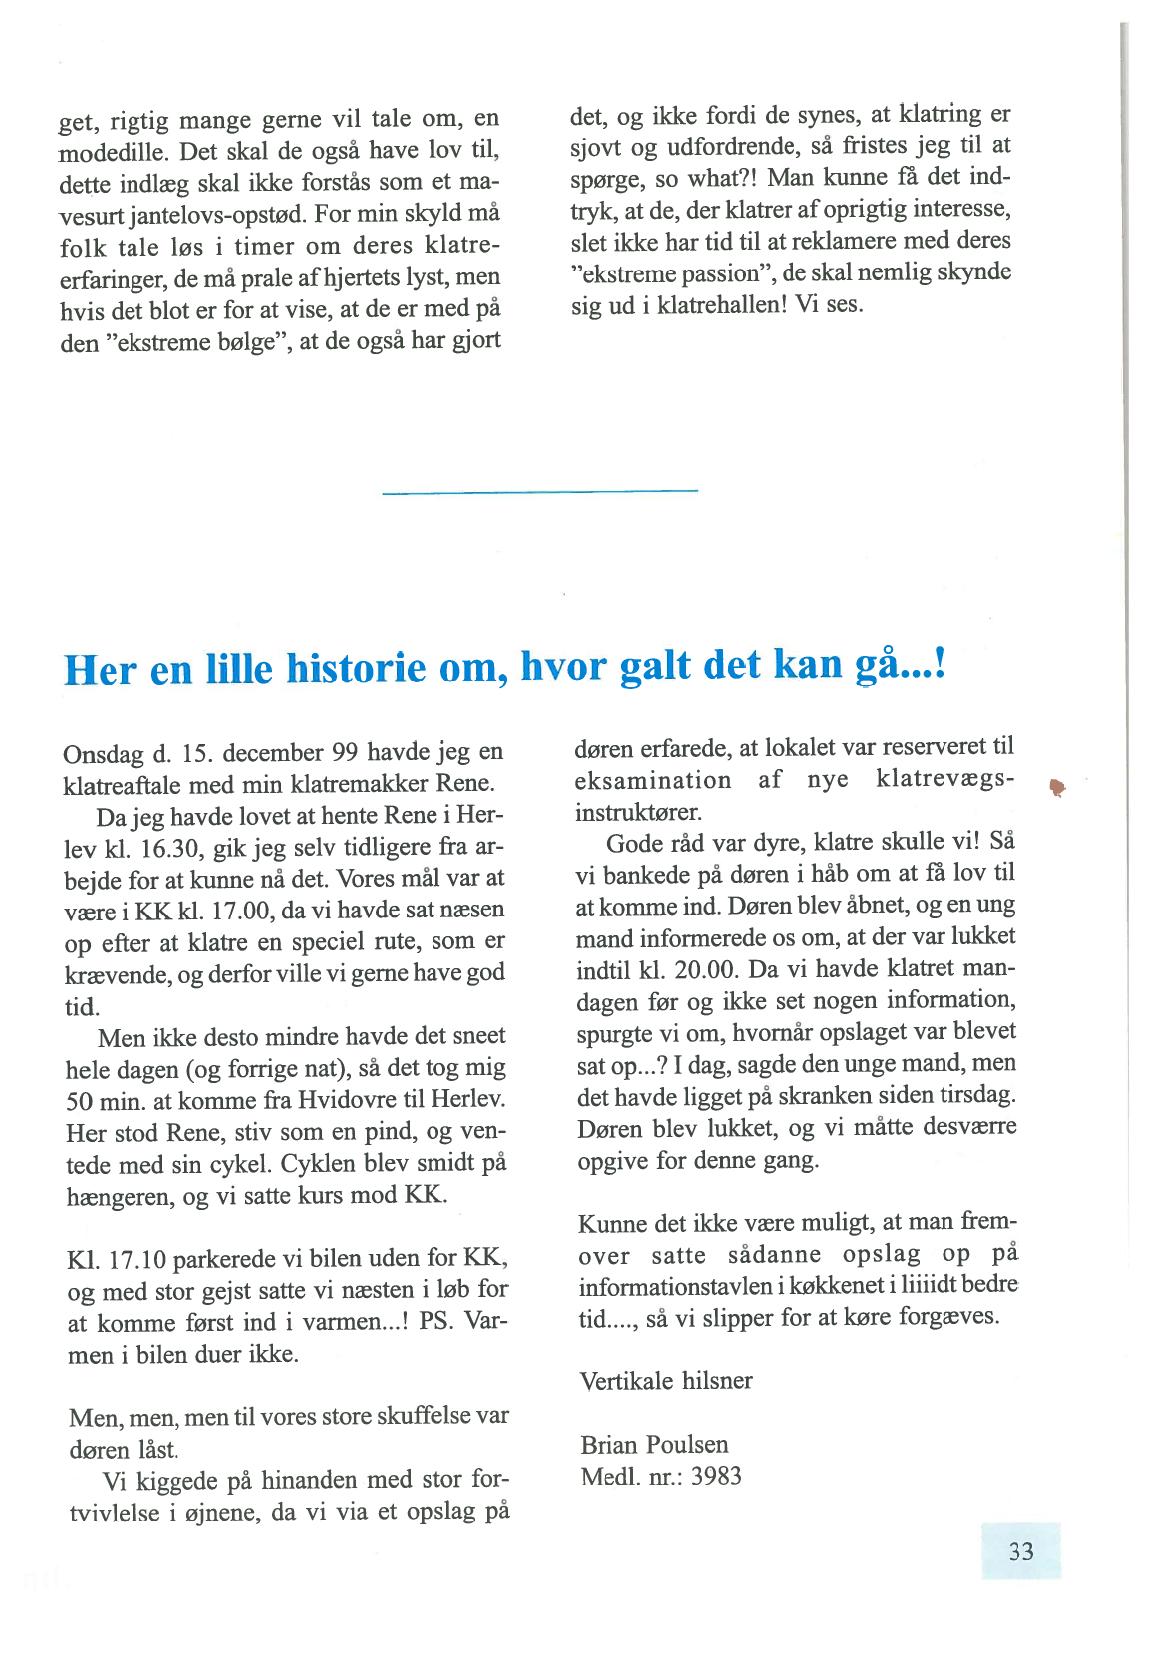 get, rigtig mange gerne vil tale om, en
modedille. Det skal de også have lov til,
dette indlæg skal ikke forstås som et ma-
vesurt jantelovs-opstød. For min skyld må
folk tale løs i timer om deres klatre-
erfaringer, de må prale af hjertets lyst, men
hvis det blot er for at vise, at de er med på
den ”ekstreme bølge”, at de også har gjort
det, og ikke fordi de synes, at klatring er
sjovt og udfordrende, så fristes jeg til at
spørge, so what?! Man kunne få det ind-
tryk, at de, der klatrer af oprigtig interesse,
slet ikke har tid til at reklamere med deres
”ekstreme passion”, de skal nemlig skynde
sig ud i klatrehallen! Vi ses.
Her en lille historie om, hvor galt det kan gå...!
Onsdag d. 15. december 99 havde jeg en
klatreaftale med min klatremakker Rene.
Da jeg havde lovet at hente Rene i Her-
lev kl. 16.30, gik jeg selv tidligere fra ar-
bejde for at kunne nå det. Vores mål var at
være i KK kl. 17.00, da vi havde sat næsen
op efter at klatre en speciel rute, som er
krævende, og derfor ville vi gerne have god
tid.
Men ikke desto mindre havde det sneet
hele dagen (og forrige nat), så det tog mig
50 min. at komme fra Hvidovre til Herlev.
Her stod Rene, stiv som en pind, og ven-
tede med sin cykel. Cyklen blev smidt på
hængeren, og vi satte kurs mod KK.
Kl. 17.10 parkerede vi bilen uden for KK,
og med stor gejst satte vi næsten i løb for
at komme først ind i varmen...! PS. Var-
men i bilen duer ikke.
Men, men, men til vores store skuffelse var
døren låst.
Vi kiggede på hinanden med stor for-
tvivlelse i øjnene, da vi via et opslag på
døren erfarede, at lokalet var reserveret til
eksamination af nye klatrevægs-
instruktører.
Gode råd var dyre, klatre skulle vi! Så
vi bankede på døren i håb om at få lov til
at komme ind. Døren blev åbnet, og en ung
mand informerede os om, at der var lukket
indtil kl. 20.00. Da vi havde klatret man-
dagen før og ikke set nogen information,
spurgte vi om, hvornår opslaget var blevet
sat op...? I dag, sagde den unge mand, men
det havde ligget på skranken siden tirsdag.
Døren blev lukket, og vi måtte desværre
opgive for denne gang.
Kunne det ikke være muligt, at man frem-
over satte sådanne opslag op på
informationstavlen i køkkenet i liiiidt bedre
tid...., så vi slipper for at køre forgæves.
Vertikale hilsner
Brian Poulsen
Medl. nr.: 3983
33